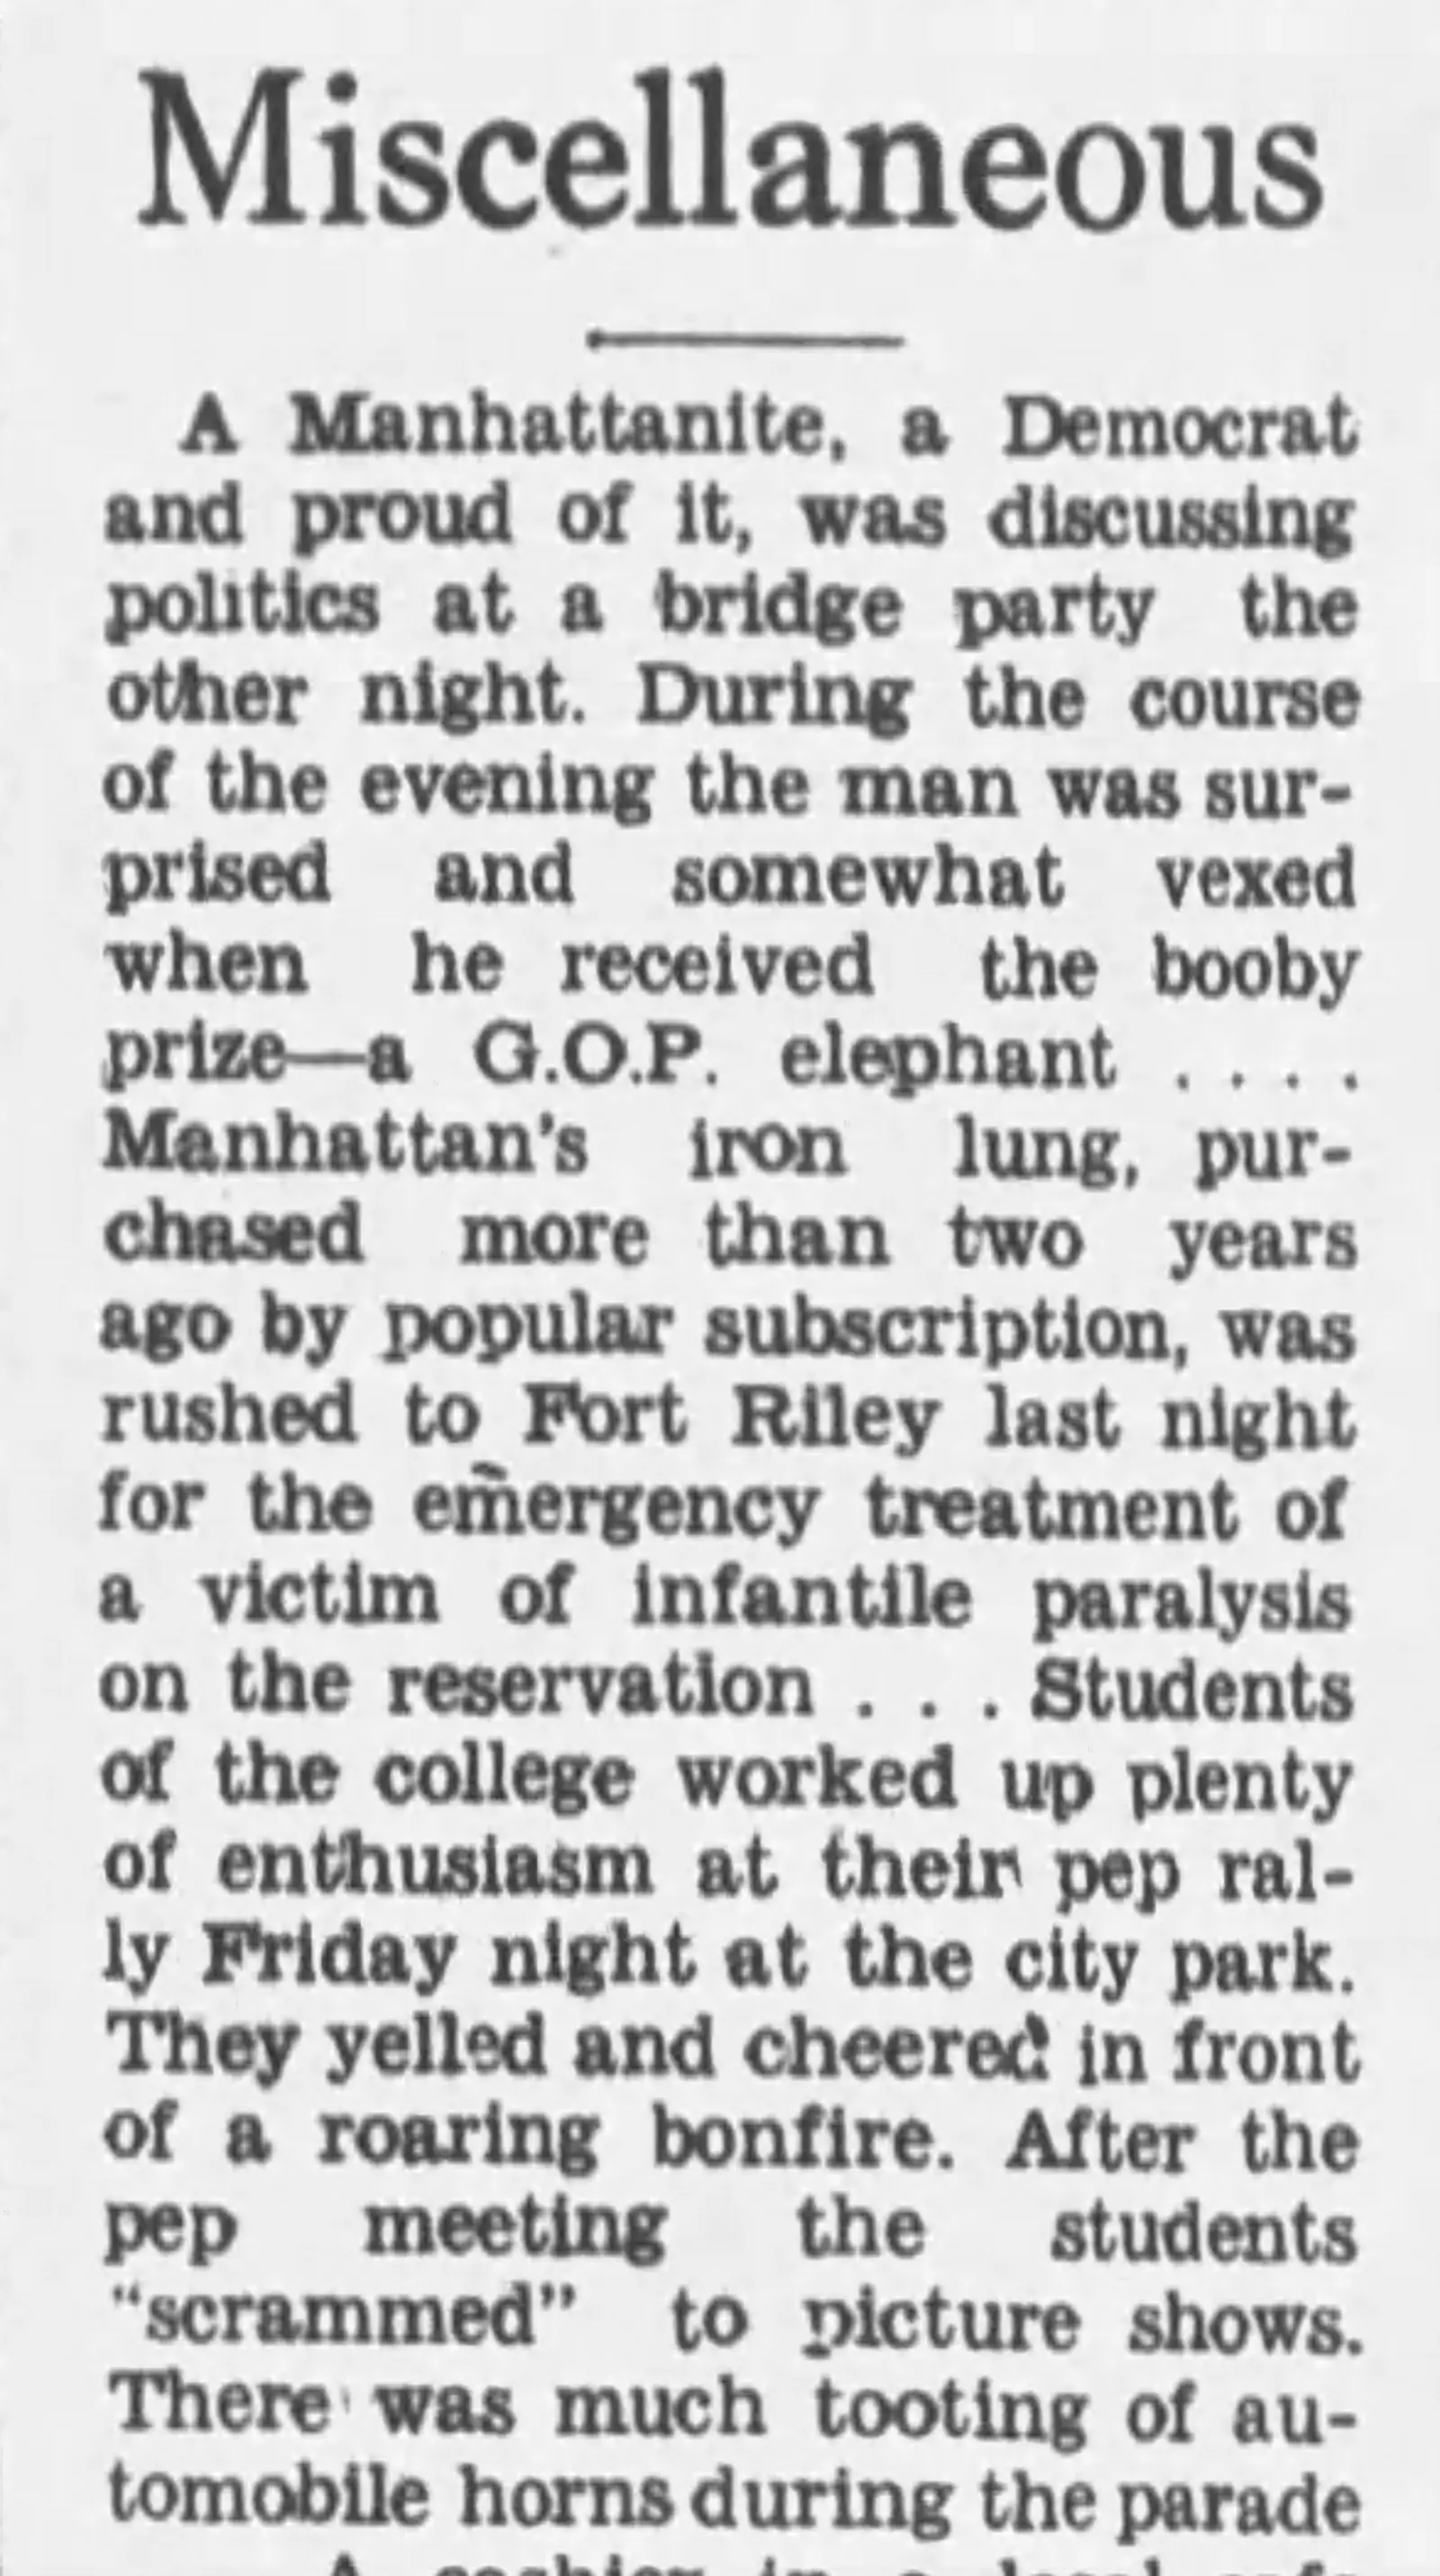 Miscellaneous
A Manhattanite, a Democrat
and proud of it, was discussing
politics at a bridge party the
other night. During the course
of the evening the man was sur-
prised and somewhat vexed
when he received the booby
prize—a G.O.P. elephant . . . .
Manhattan's iron lung, pur-
chased more than two years
ago by popular subscription, was
rushed to Fort Riley last night
for the emergency treatment of
a victim of infantile paralysis
on the reservation . . . Students
of the college worked up plenty
of enthusiasm at their pep ral-
ly Friday night at the city park.
They yelled and cheered in front
of a roaring bonfire. After the
pep meeting the students
"scrammed" to picture shows.
There was much tooting of au-
tomobile horns during the parade